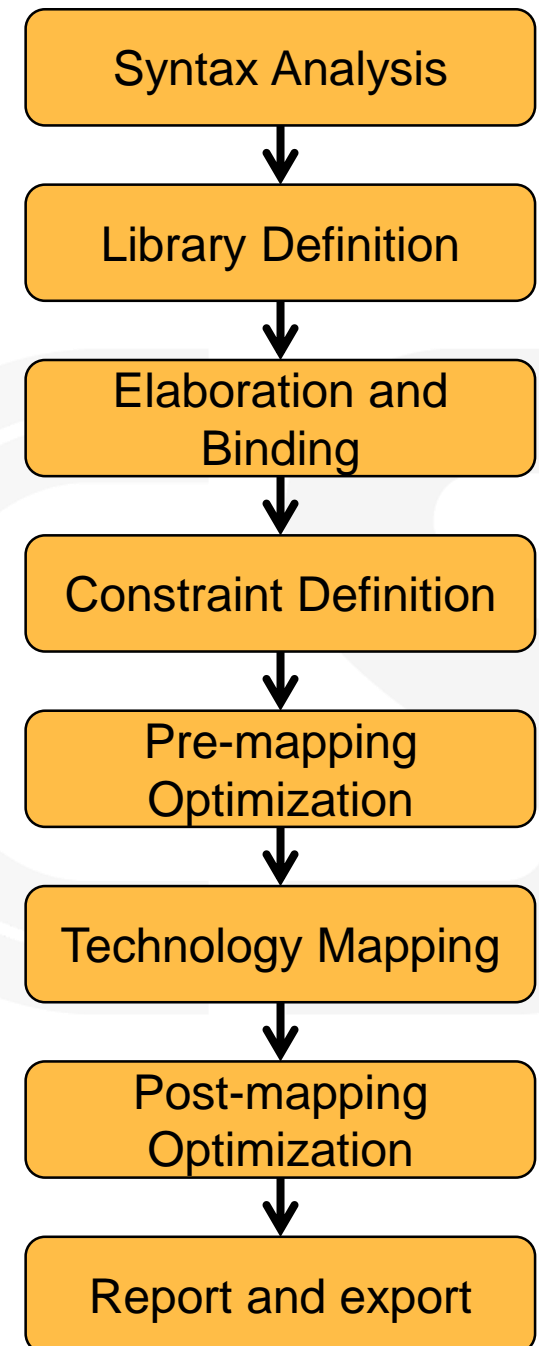 Syntax Analysis
Library Definition
Elaboration and
Binding
Constraint Definition
Pre-mapping
Optimization
Technology Mapping
Post-mapping
Optimization
Report and export